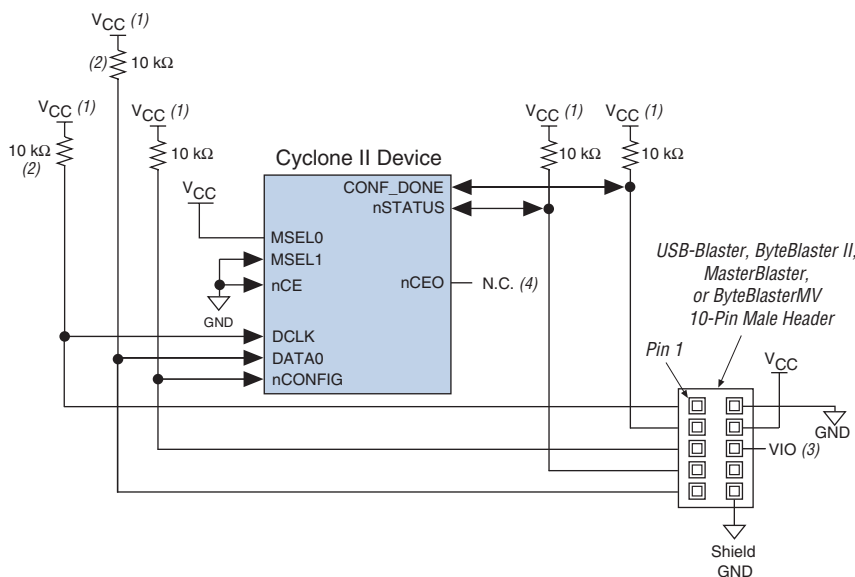 VCC (1)
(2) 10 kΩ
VCC (1)
10 kΩ
(2)
VCC (1)
10 kΩ
VCC (1)
10 kΩ
VCC (1)
10 kΩ
Cyclone II Device
VCC
CONF_DONE
nSTATUS
MSEL0
MSEL1
nCE
GND
nCEO
N.C. (4)
DCLK
DATA0
nCONFIG
USB-Blaster, ByteBlaster II,
MasterBlaster,
or ByteBlasterMV
10-Pin Male Header
Pin 1
VCC
GND
VIO (3)
Shield
GND